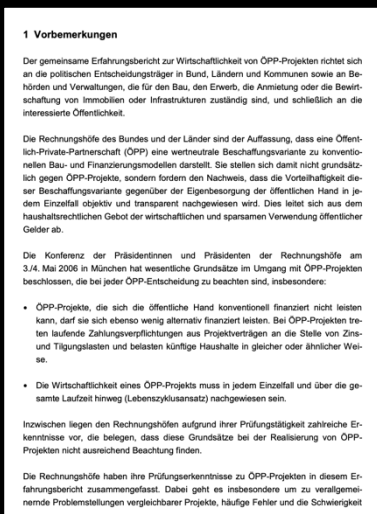 1 Vorbemerkungen
Der gemeinsame Erfahrungsbericht zur Wirtschaftlichkeit von ÖPP-Projekten richtet sich
an die politischen Entscheidungsträger in Bund, Ländern und Kommunen sowie an Be-
hörden und Verwaltungen, die für den Bau, den Erwerb, die Anmietung oder die Bewirt-
schaftung von Immobilien oder Infrastrukturen zuständig sind, und schließlich an die
interessierte Öffentlichkeit.
Die Rechnungshöfe des Bundes und der Länder sind der Auffassung, dass eine Öffent-
lich-Private-Partnerschaft (ÖPP) eine wertneutrale Beschaffungsvariante zu konventio-
nellen Bau- und Finanzierungsmodellen darstellt. Sie stellen sich damit nicht grundsätz-
lich gegen ÖPP-Projekte, sondern fordern den Nachweis, dass die Vorteilhaftigkeit die-
ser Beschaffungsvariante gegenüber der Eigenbesorgung der öffentlichen Hand in je-
dem Einzelfall objektiv und transparent nachgewiesen wird. Dies leitet sich aus dem
haushaltsrechtlichen Gebot der wirtschaftlichen und sparsamen Verwendung öffentlicher
Gelder ab.
Die Konferenz der Präsidentinnen und Präsidenten der Rechnungshöfe am
3./4. Mai 2006 in München hat wesentliche Grundsätze im Umgang mit ÖPP-Projekten
beschlossen, die bei jeder ÖPP-Entscheidung zu beachten sind, insbesondere:
• ÖPP-Projekte, die sich die öffentliche Hand konventionell finanziert nicht leisten
kann, darf sie sich ebenso wenig alternativ finanziert leisten. Bei ÖPP-Projekten tre-
ten laufende Zahlungsverpflichtungen aus Projektverträgen an die Stelle von Zins-
und Tilgungslasten und belasten künftige Haushalte in gleicher oder ähnlicher Wei-
se.
• Die Wirtschaftlichkeit eines ÖPP-Projekts muss in jedem Einzelfall und über die ge-
samte Laufzeit hinweg (Lebenszyklusansatz) nachgewiesen sein.
Inzwischen liegen den Rechnungshöfen aufgrund ihrer Prüfungstätigkeit zahlreiche Er-
kenntnisse vor, die belegen, dass diese Grundsätze bei der Realisierung von ÖPP-
Projekten nicht ausreichend Beachtung finden.
Die Rechnungshöfe haben ihre Prüfungserkenntnisse zu ÖPP-Projekten in diesem Er-
fahrungsbericht zusammengefasst. Dabei geht es insbesondere um zu verallgemei-
nernde Problemstellungen vergleichbarer Projekte, häufige Fehler und die Schwierigkeit